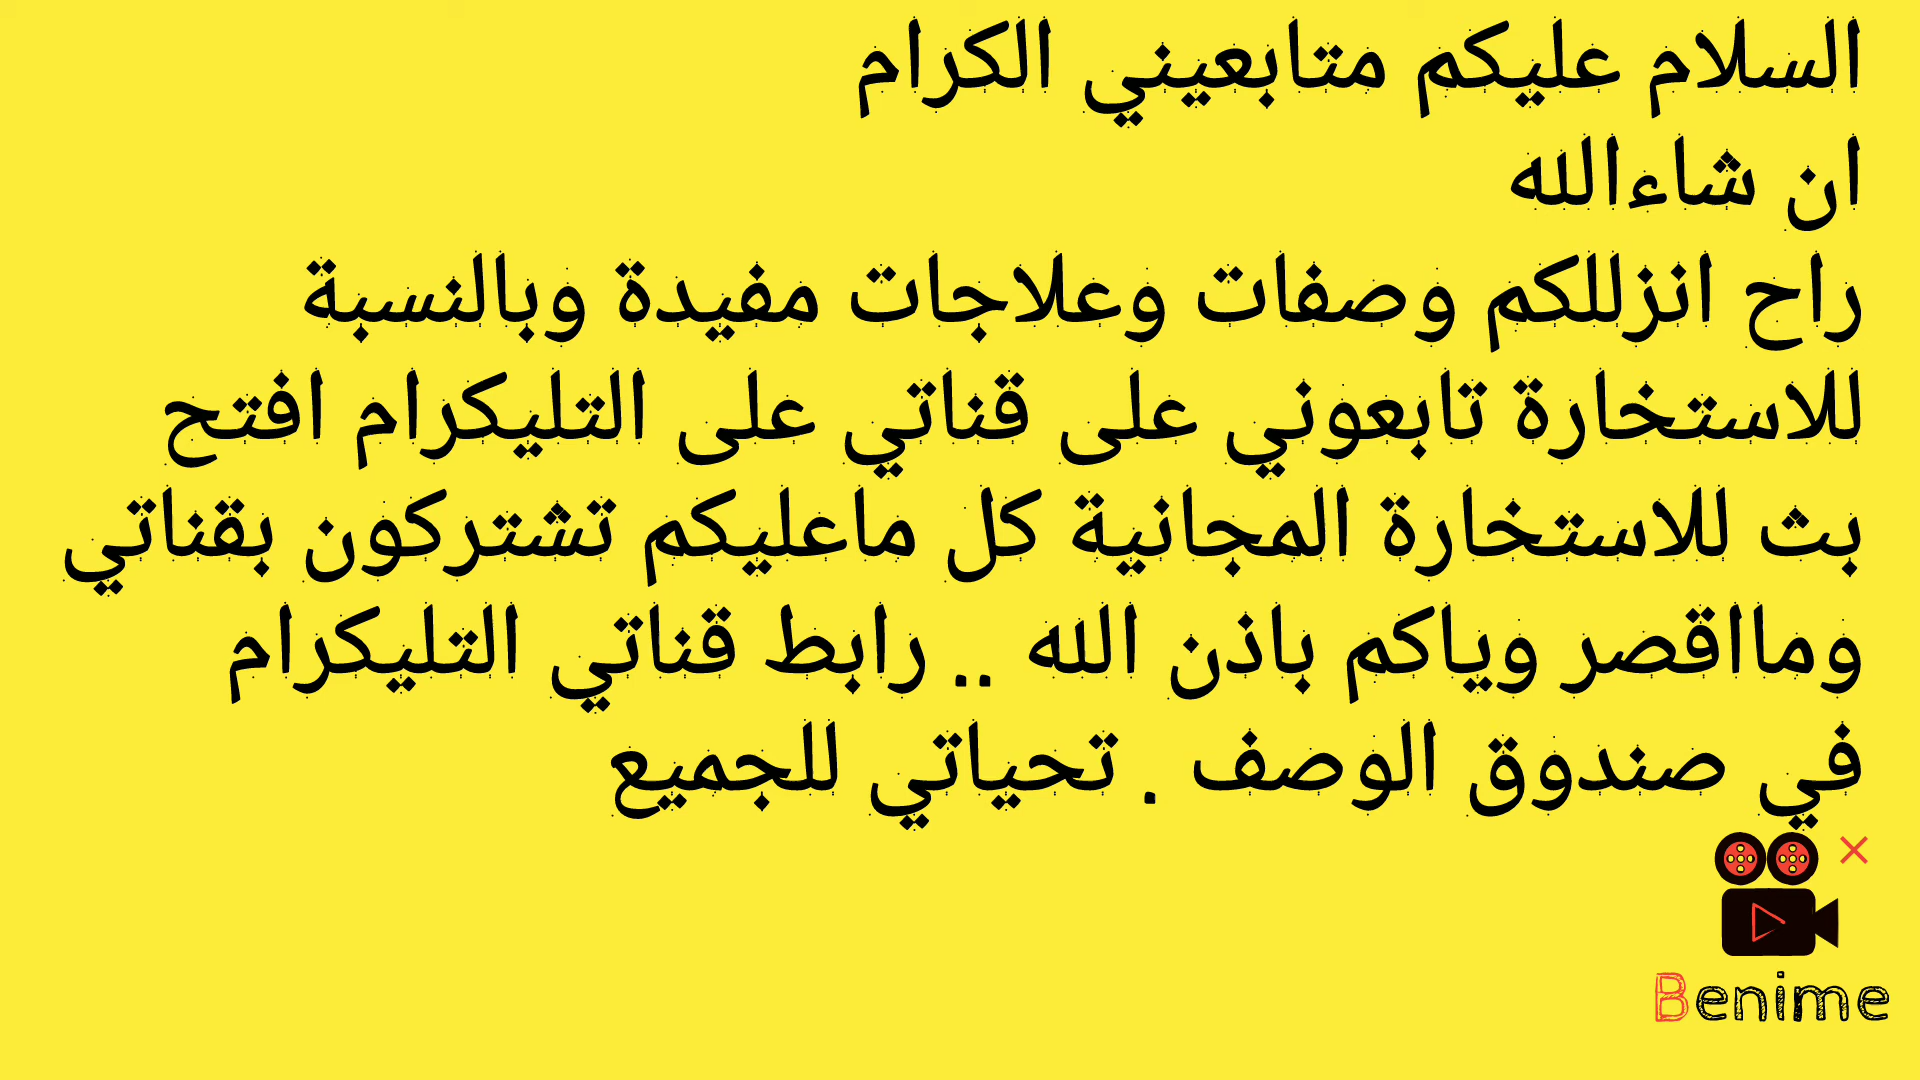 السلام عليكم متابعيني الكرام
ان شاءالله
راح انزللكم وصفات وعلاجات مفيدة وبالنسبة
للاستخارة تابعوني على قناتي على التليكرام افتح
بث للاستخارة المجانية كل ماعليكم تشتركون بقناتي
ومااقصر وياكم باذن الله .. رابط قناتي التليكرام
في صندوق الوصف . تحياتي للجميع
Benime